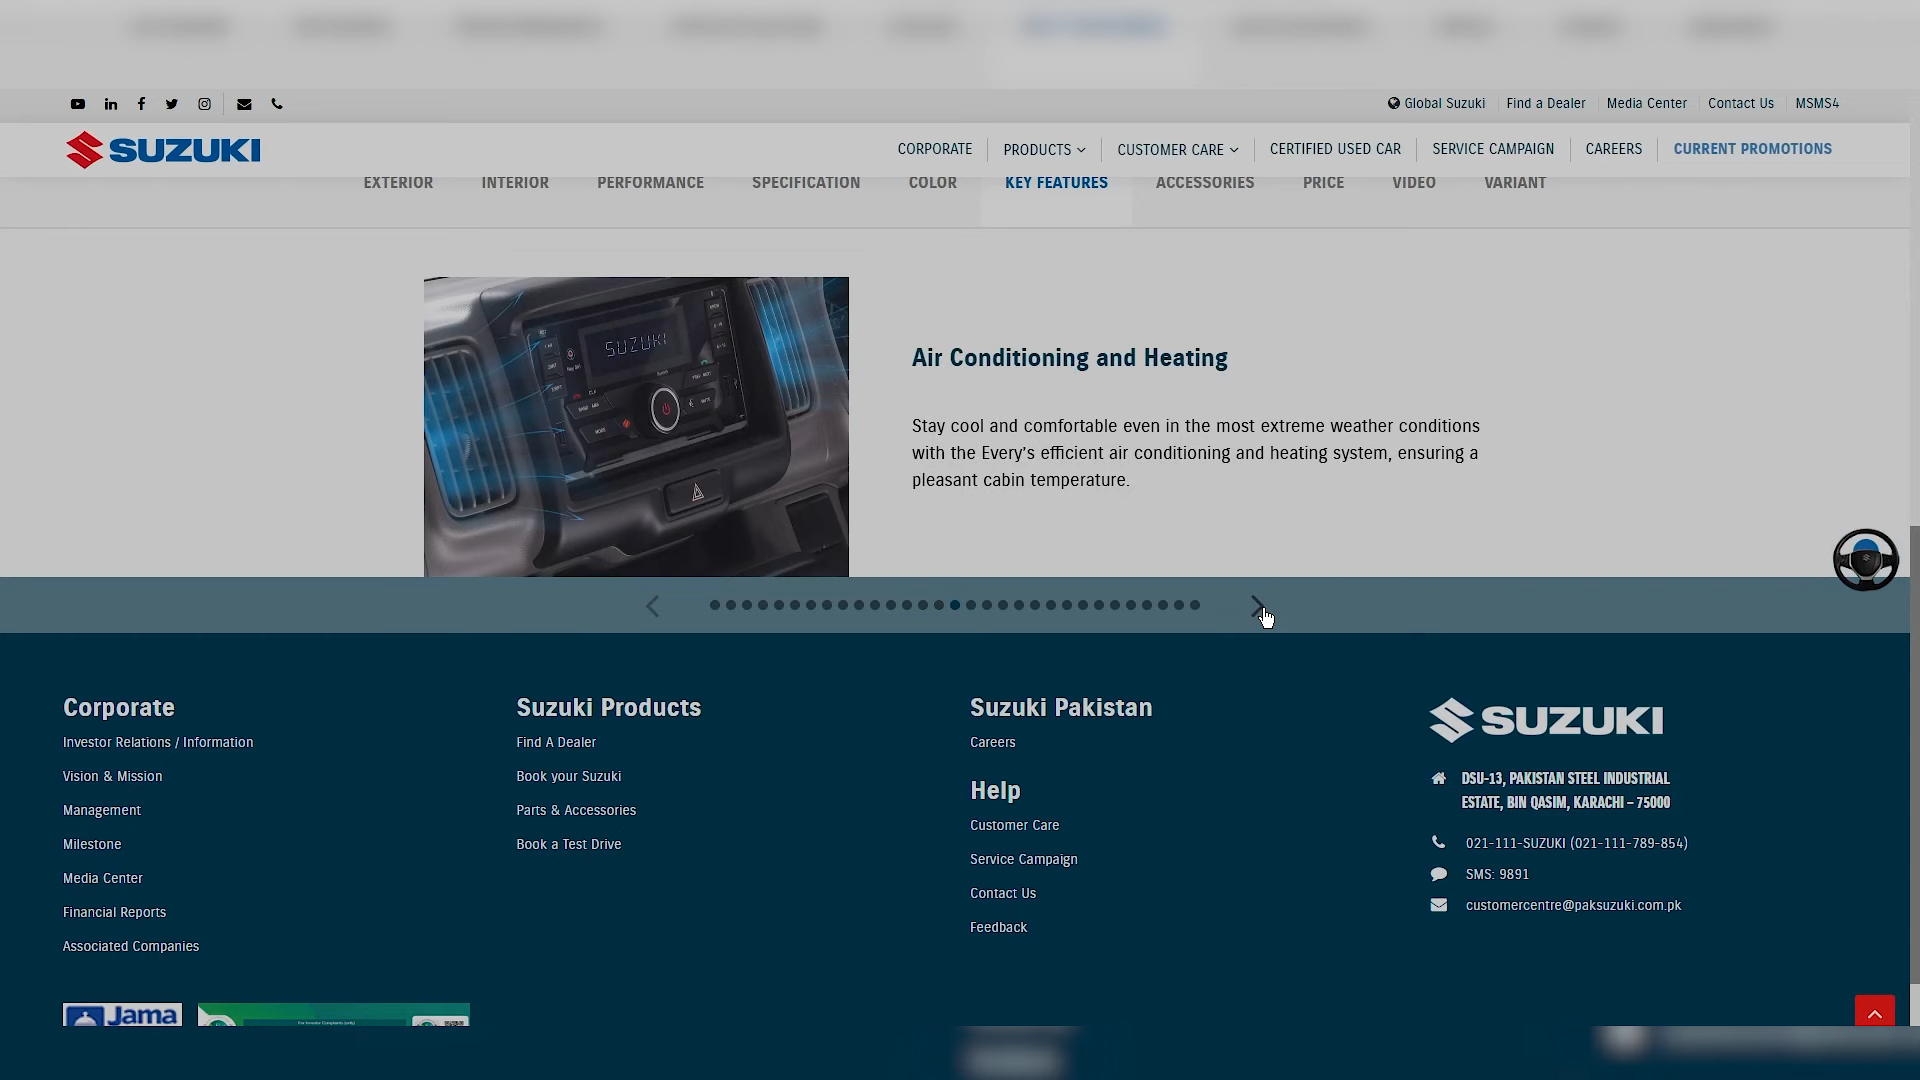 Global Suzuki
Find a Dealer
Media Center
Contact Us
MSMS4
SUZUKI
CORPORATE
PRODUCTS
CUSTOMER CARE
CERTIFIED USED CAR
SERVICE CAMPAIGN
CAREERS
CURRENT PROMOTIONS
EXTERIOR
INTERIOR
PERFORMANCE
SPECIFICATION
COLOR
KEY FEATURES
ACCESSORIES
PRICE
VIDEO
VARIANT
SUZUKI
Air Conditioning and Heating
Stay cool and comfortable even in the most extreme weather conditions
with the Every's efficient air conditioning and heating system, ensuring a
pleasant cabin temperature.
Corporate
Investor Relations / Information
Vision & Mission
Management
Milestone
Media Center
Financial Reports
Associated Companies
Suzuki Products
Find A Dealer
Book your Suzuki
Parts & Accessories
Book a Test Drive
Suzuki Pakistan
Careers
Help
Customer Care
Service Campaign
Contact Us
Feedback
SUZUKI
DSU-13, PAKISTAN STEEL INDUSTRIAL
ESTATE, BIN QASIM, KARACHI – 75000
021-111-SUZUKI (021-111-789-854)
SMS: 9891
customercentre@paksuzuki.com.pk
Jama